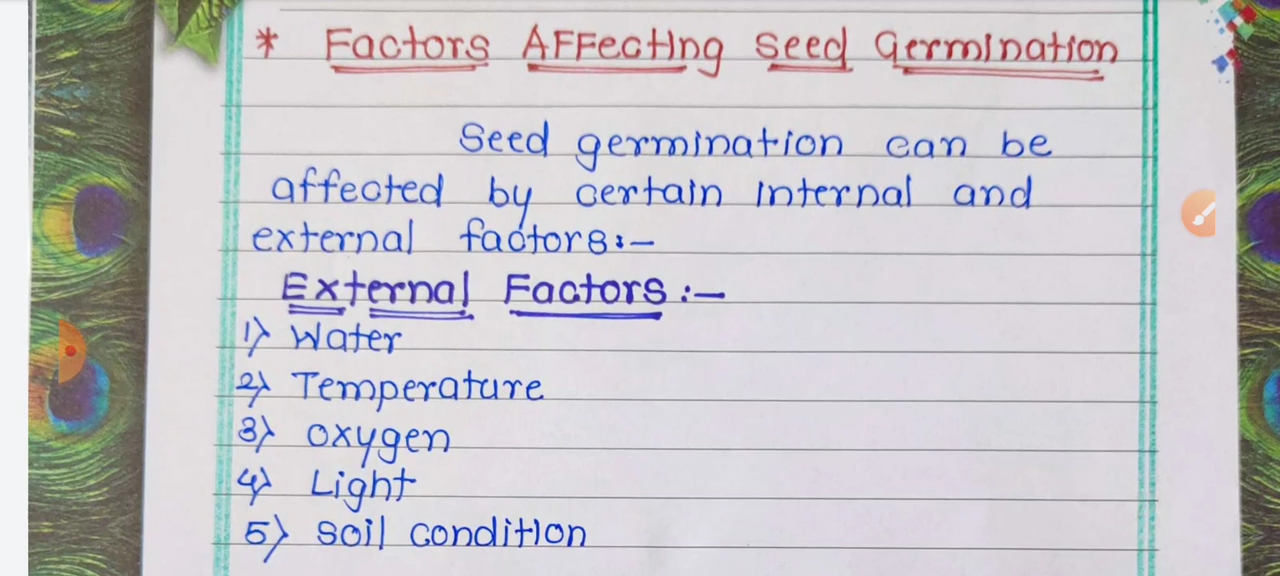 * Factors Affecting Seed Germination
Seed germination can be
affected by certain internal and
external factors:-
External Factors :-
1) Water
2) Temperature
3) Oxygen
4) Light
5) Soil condition